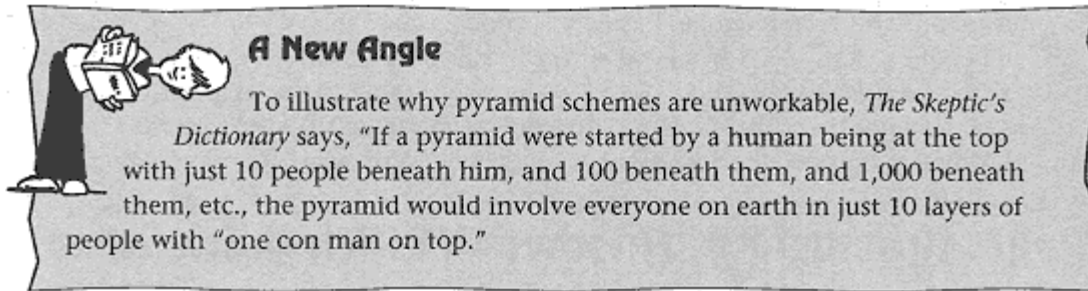 A New Angle
To illustrate why pyramid schemes are unworkable, The Skeptic's
Dictionary says, “If a pyramid were started by a human being at the top
with just 10 people beneath him, and 100 beneath them, and 1,000 beneath
them, etc., the pyramid would involve everyone on earth in just 10 layers of
people with “one con man on top.”